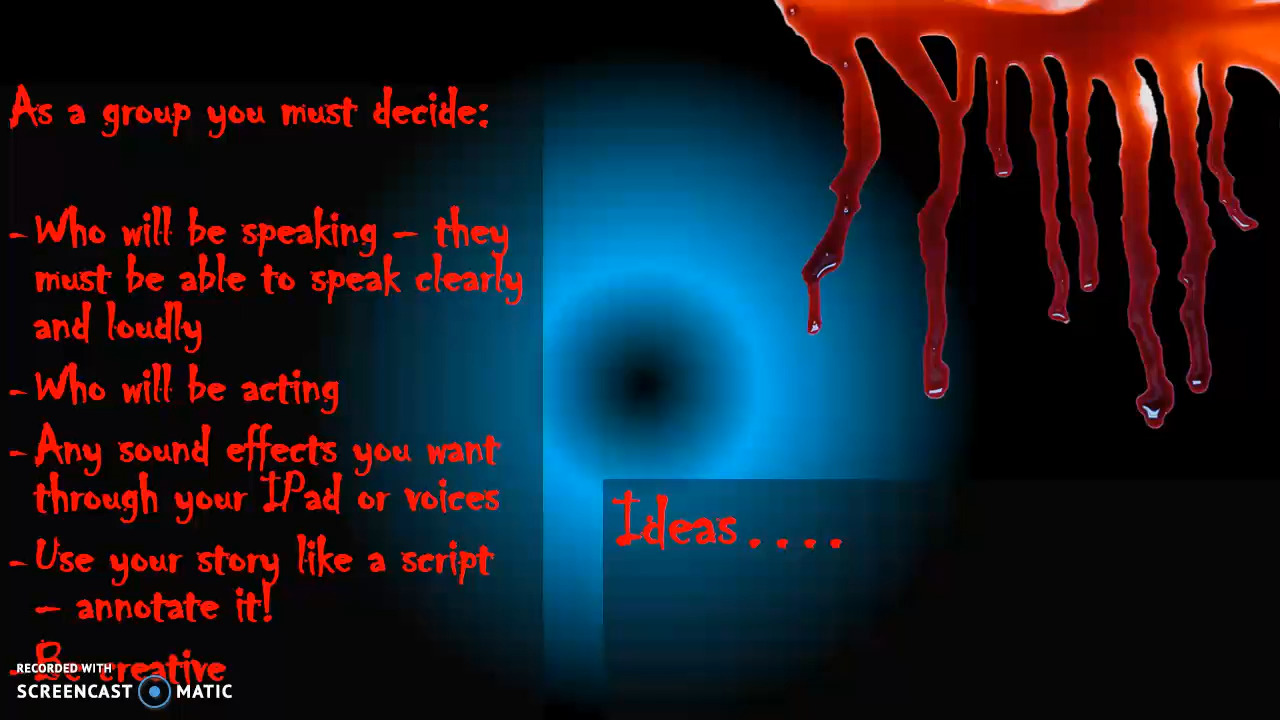 As a group you must decide:
- Who will be speaking – they
must be able to speak clearly
and loudly
- Who will be acting
- Any sound effects you want
through your IPad or voices
- Use your story like a script
– annotate it!
- Be creative
Ideas....
RECORDED WITH
SCREENCAST MATIC